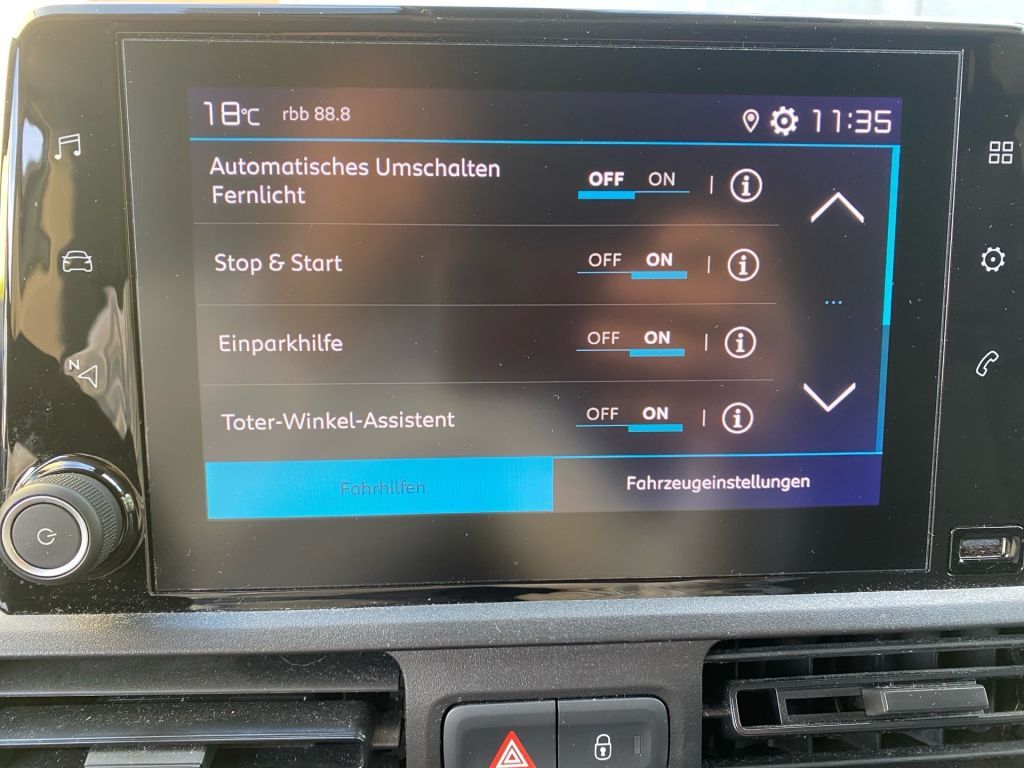 18°C rbb 88.8 11:35
Automatisches Umschalten
Fernlicht
OFF ON
Stop & Start
OFF ON
Einparkhilfe
OFF ON
Toter-Winkel-Assistent
OFF ON
Fahrhilfen Fahrzeugeinstellungen
N